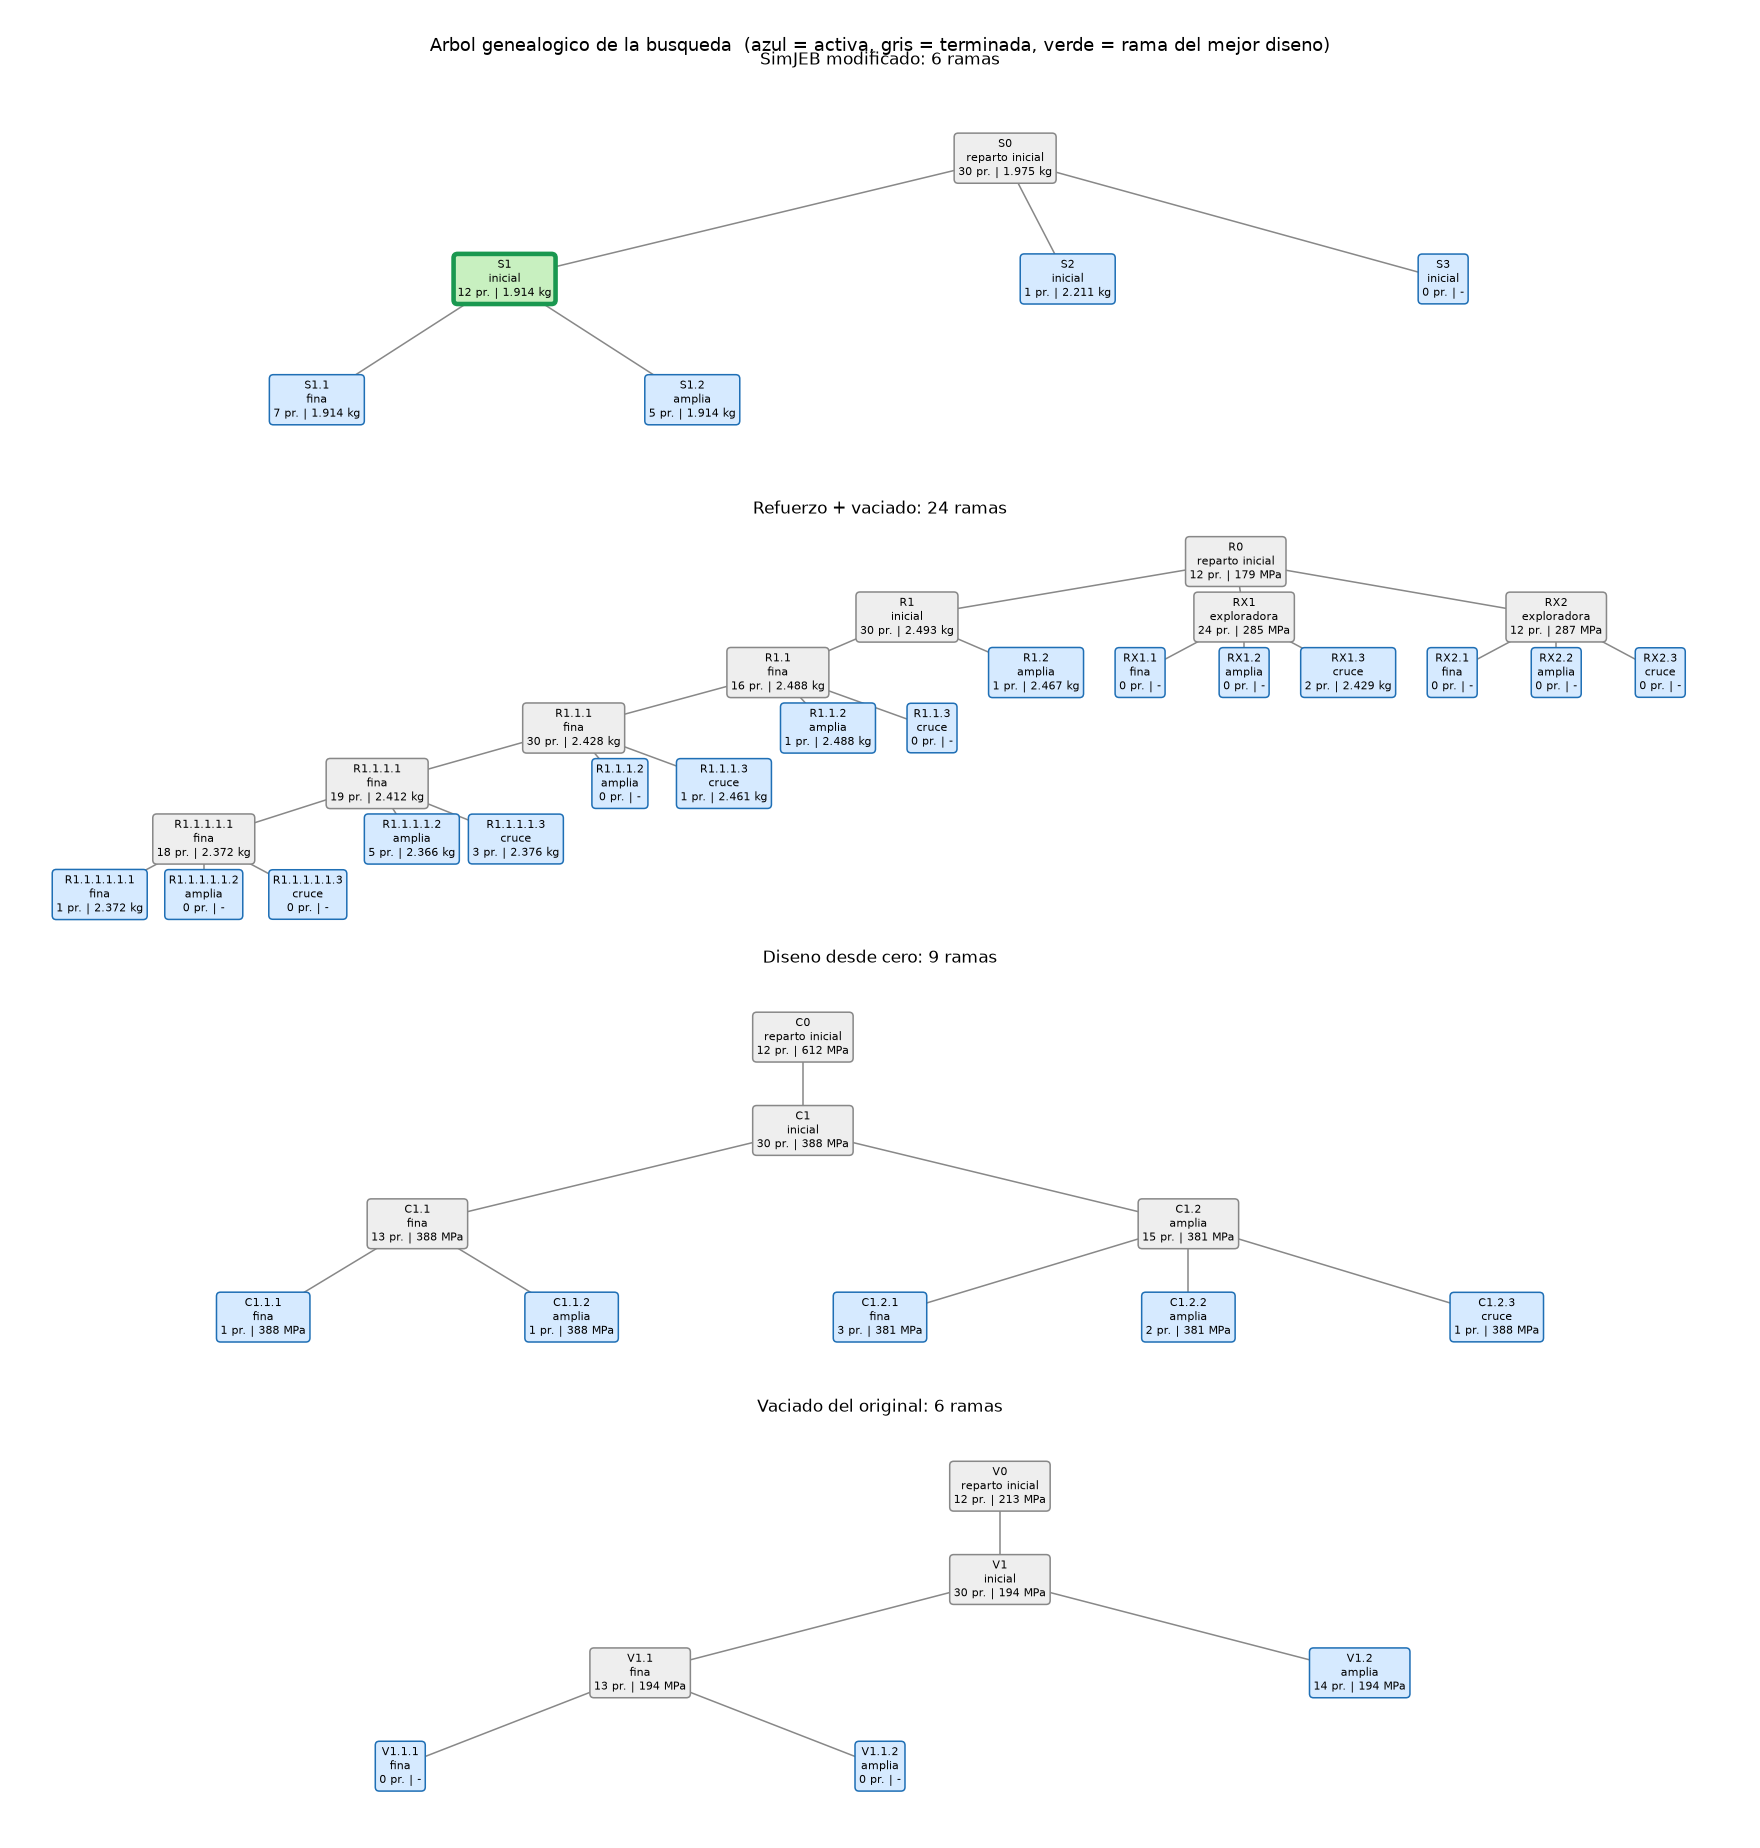 Arbol genealogico de la busqueda  (azul = activa, gris = terminada, verde = rama del mejor diseno)
SimJEB modificado: 6 ramas
S0
reparto inicial
30 pr. | 1.975 kg
S1
inicial
12 pr. | 1.914 kg
S2
inicial
1 pr. | 2.211 kg
S3
inicial
0 pr. | -
S1.1
fina
7 pr. | 1.914 kg
S1.2
amplia
5 pr. | 1.914 kg
Refuerzo + vaciado: 24 ramas
R0
reparto inicial
12 pr. | 179 MPa
R1
inicial
30 pr. | 2.493 kg
RX1
exploradora
24 pr. | 285 MPa
RX2
exploradora
12 pr. | 287 MPa
R1.1
fina
16 pr. | 2.488 kg
R1.2
amplia
1 pr. | 2.467 kg
RX1.1
fina
0 pr. | -
RX1.2
amplia
0 pr. | -
RX1.3
cruce
2 pr. | 2.429 kg
RX2.1
fina
0 pr. | -
RX2.2
amplia
0 pr. | -
RX2.3
cruce
0 pr. | -
R1.1.1
fina
30 pr. | 2.428 kg
R1.1.2
amplia
1 pr. | 2.488 kg
R1.1.3
cruce
0 pr. | -
R1.1.1.1
fina
19 pr. | 2.412 kg
R1.1.1.2
amplia
0 pr. | -
R1.1.1.3
cruce
1 pr. | 2.461 kg
R1.1.1.1.1
fina
18 pr. | 2.372 kg
R1.1.1.1.2
amplia
5 pr. | 2.366 kg
R1.1.1.1.3
cruce
3 pr. | 2.376 kg
R1.1.1.1.1.1
fina
1 pr. | 2.372 kg
R1.1.1.1.1.2
amplia
0 pr. | -
R1.1.1.1.1.3
cruce
0 pr. | -
Diseno desde cero: 9 ramas
C0
reparto inicial
12 pr. | 612 MPa
C1
inicial
30 pr. | 388 MPa
C1.1
fina
13 pr. | 388 MPa
C1.2
amplia
15 pr. | 381 MPa
C1.1.1
fina
1 pr. | 388 MPa
C1.1.2
amplia
1 pr. | 388 MPa
C1.2.1
fina
3 pr. | 381 MPa
C1.2.2
amplia
2 pr. | 381 MPa
C1.2.3
cruce
1 pr. | 388 MPa
Vaciado del original: 6 ramas
V0
reparto inicial
12 pr. | 213 MPa
V1
inicial
30 pr. | 194 MPa
V1.1
fina
13 pr. | 194 MPa
V1.2
amplia
14 pr. | 194 MPa
V1.1.1
fina
0 pr. | -
V1.1.2
amplia
0 pr. | -